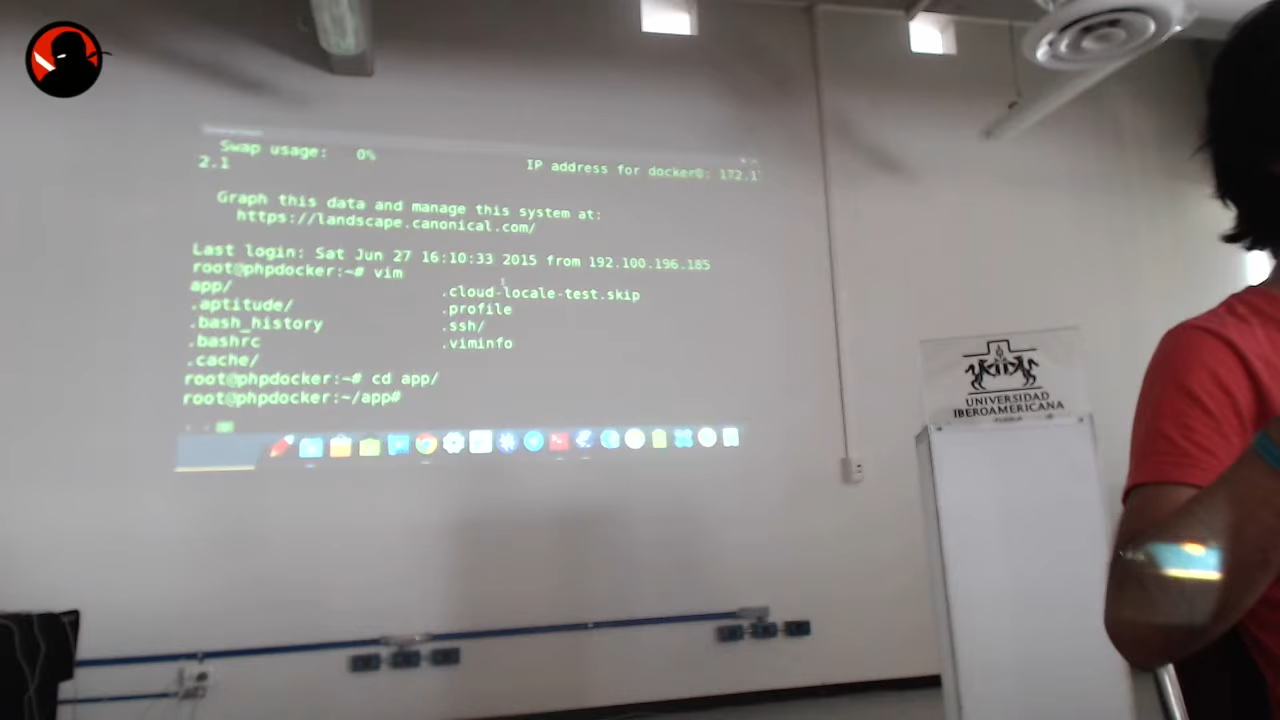 Swap usage: 0%
IP address for docker0: 172.1
2.1
Graph this data and manage this system at:
https://landscape.canonical.com/
Last login: Sat Jun 27 16:10:33 2015 from 192.100.196.185
root@phpdocker:~# vim
app/ .cloud-locale-test.skip
.aptitude/ .profile
.bash_history .ssh/
.bashrc .viminfo
.cache/
root@phpdocker:~# cd app/
root@phpdocker:~/app#
UNIVERSIDAD
IBEROAMERICANA
PUEBLA